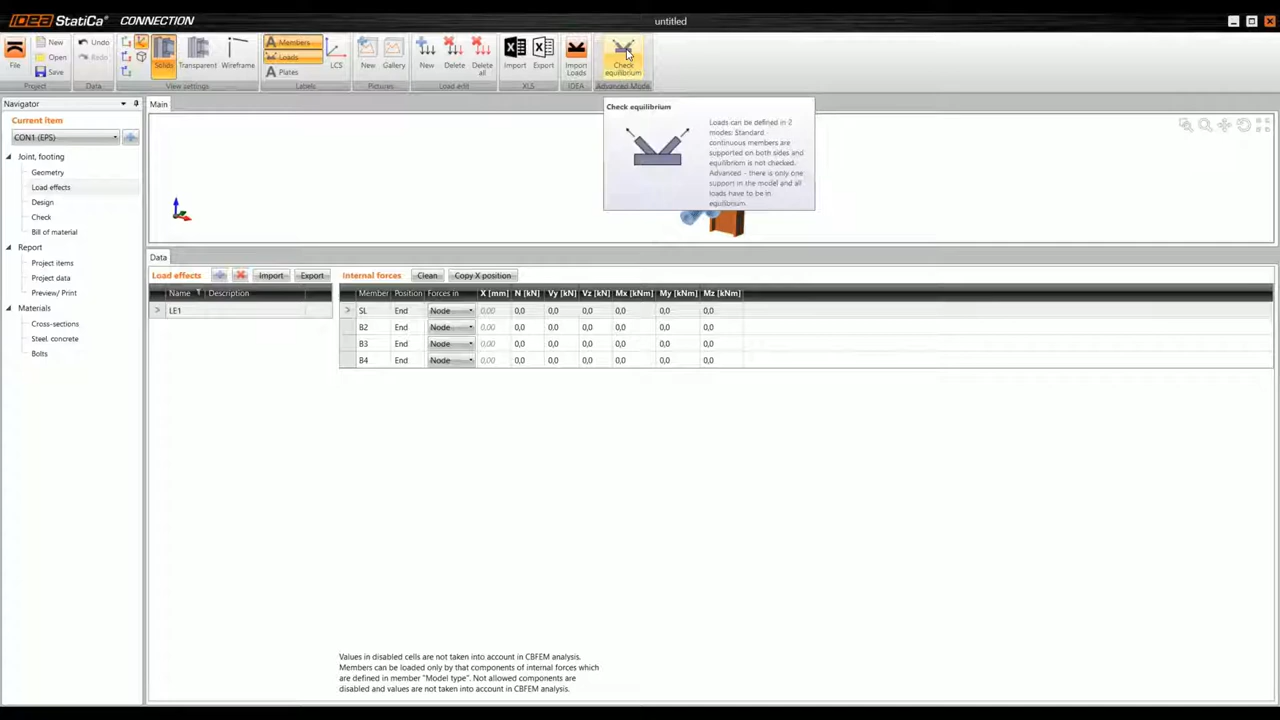 IDEA StatiCa® CONNECTION
untitled
File
New
Open
Save
Project
Undo
Redo
Data
Solids
Transparent
Wireframe
View settings
Members
Loads
Plates
LCS
Labels
New
Gallery
Pictures
New
Delete
Delete
all
Load edit
Import
Export
XLS
Import
Loads
IDEA
Check
equilibrium
Advanced Mode
Navigator
Current item
CON1 (EPS)
Joint, footing
Geometry
Load effects
Design
Check
Bill of material
Report
Project items
Project data
Preview/ Print
Materials
Cross-sections
Steel concrete
Bolts
Main
Check equilibrium
Loads can be defined in 2
modes: Standard
continuous members are
supported on both sides and
equilibrium is not checked.
Advanced - there is only one
support in the model and all
loads have to be in
equilibrium.
Data
Load effects Import Export
Name Description
LE1
Internal forces Clean Copy X position
Member Position Forces in X [mm] N [kN] Vy [kN] Vz [kN] Mx [kNm] My [kNm] Mz [kNm]
SL End Node 0,00 0,0 0,0 0,0 0,0 0,0 0,0
B2 End Node 0,00 0,0 0,0 0,0 0,0 0,0 0,0
B3 End Node 0,00 0,0 0,0 0,0 0,0 0,0 0,0
B4 End Node 0,00 0,0 0,0 0,0 0,0 0,0 0,0
Values in disabled cells are not taken into account in CBFEM analysis.
Members can be loaded only by that components of internal forces which
are defined in member "Model type". Not allowed components are
disabled and values are not taken into account in CBFEM analysis.